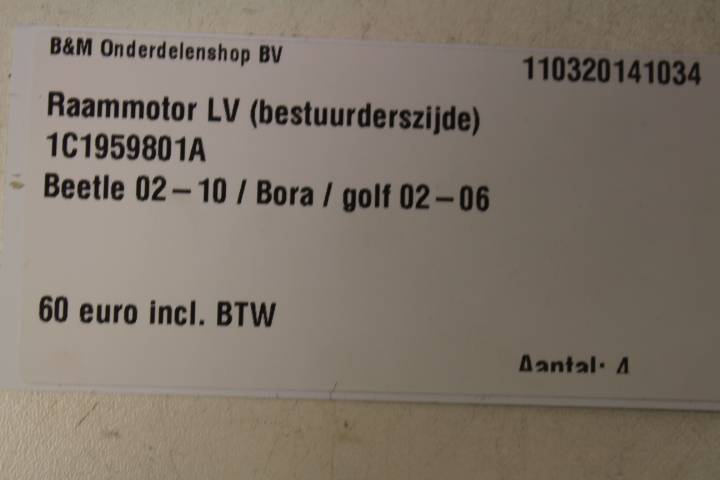 B&M Onderdelenshop BV
110320141034
Raammotor LV (bestuurderszijde)
1C1959801A
Beetle 02-10 / Bora / golf 02-06
60 euro incl. BTW
Aantal: